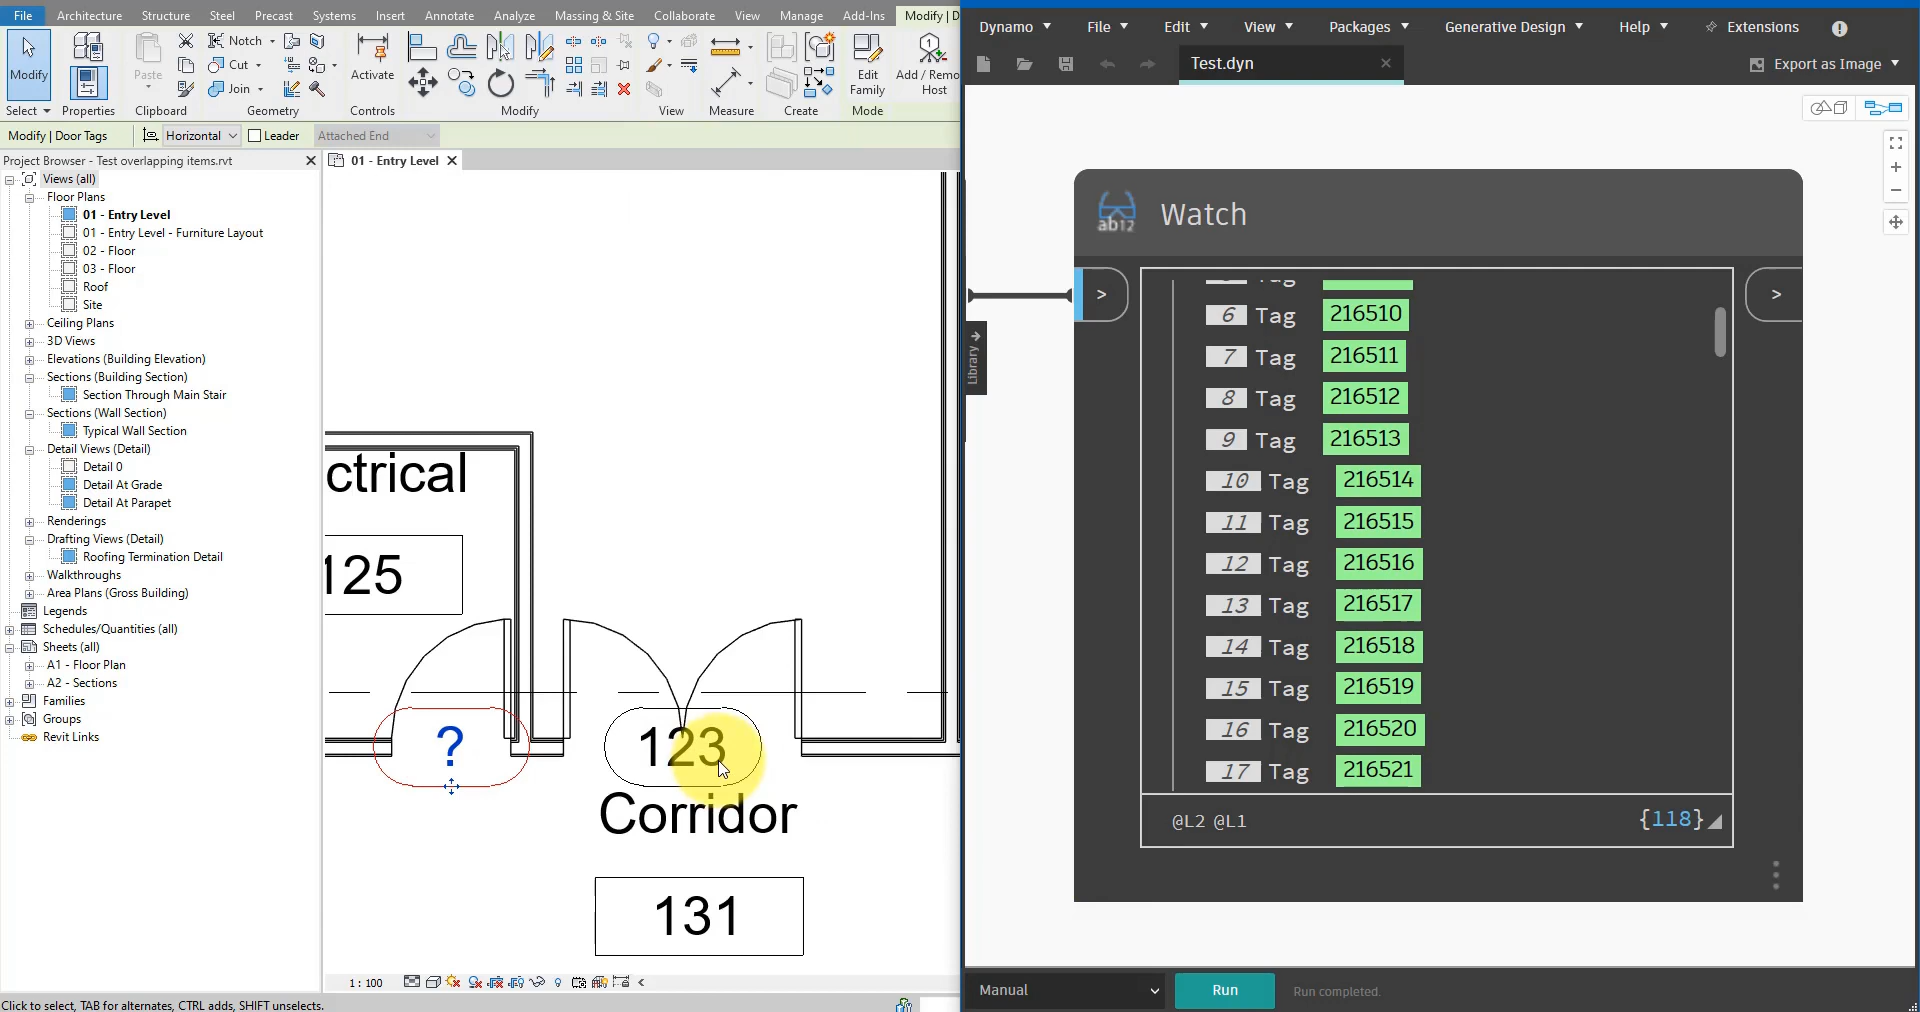 File Architecture Structure Steel Precast Systems Insert Annotate Analyze Massing & Site Collaborate View Manage Add-Ins Modify | D
Modify
Select
Properties
Paste
Clipboard
Notch
Cut
Join
Geometry
Activate
Controls
Modify
View
Measure
Create
Edit Family
Mode
Add / Remo
Host
Modify | Door Tags
Horizontal
Leader
Attached End
Project Browser - Test overlapping items.rvt
01 - Entry Level
Views (all)
Floor Plans
01 - Entry Level
01 - Entry Level - Furniture Layout
02 - Floor
03 - Floor
Roof
Site
Ceiling Plans
3D Views
Elevations (Building Elevation)
Sections (Building Section)
Section Through Main Stair
Sections (Wall Section)
Typical Wall Section
Detail Views (Detail)
Detail 0
Detail At Grade
Detail At Parapet
Renderings
Drafting Views (Detail)
Roofing Termination Detail
Walkthroughs
Area Plans (Gross Building)
Legends
Schedules/Quantities (all)
Sheets (all)
A1 - Floor Plan
A2 - Sections
Families
Groups
Revit Links
ctrical
125
?
123
Corridor
131
1 : 100
Click to select, TAB for alternates, CTRL adds, SHIFT unselects.
Dynamo File Edit View Packages Generative Design Help Extensions
Test.dyn
Export as Image
Library
ab12
Watch
>
>
Tag
6 Tag 216510
7 Tag 216511
8 Tag 216512
9 Tag 216513
10 Tag 216514
11 Tag 216515
12 Tag 216516
13 Tag 216517
14 Tag 216518
15 Tag 216519
16 Tag 216520
17 Tag 216521
@L2 @L1
{118}
Manual
Run
Run completed.